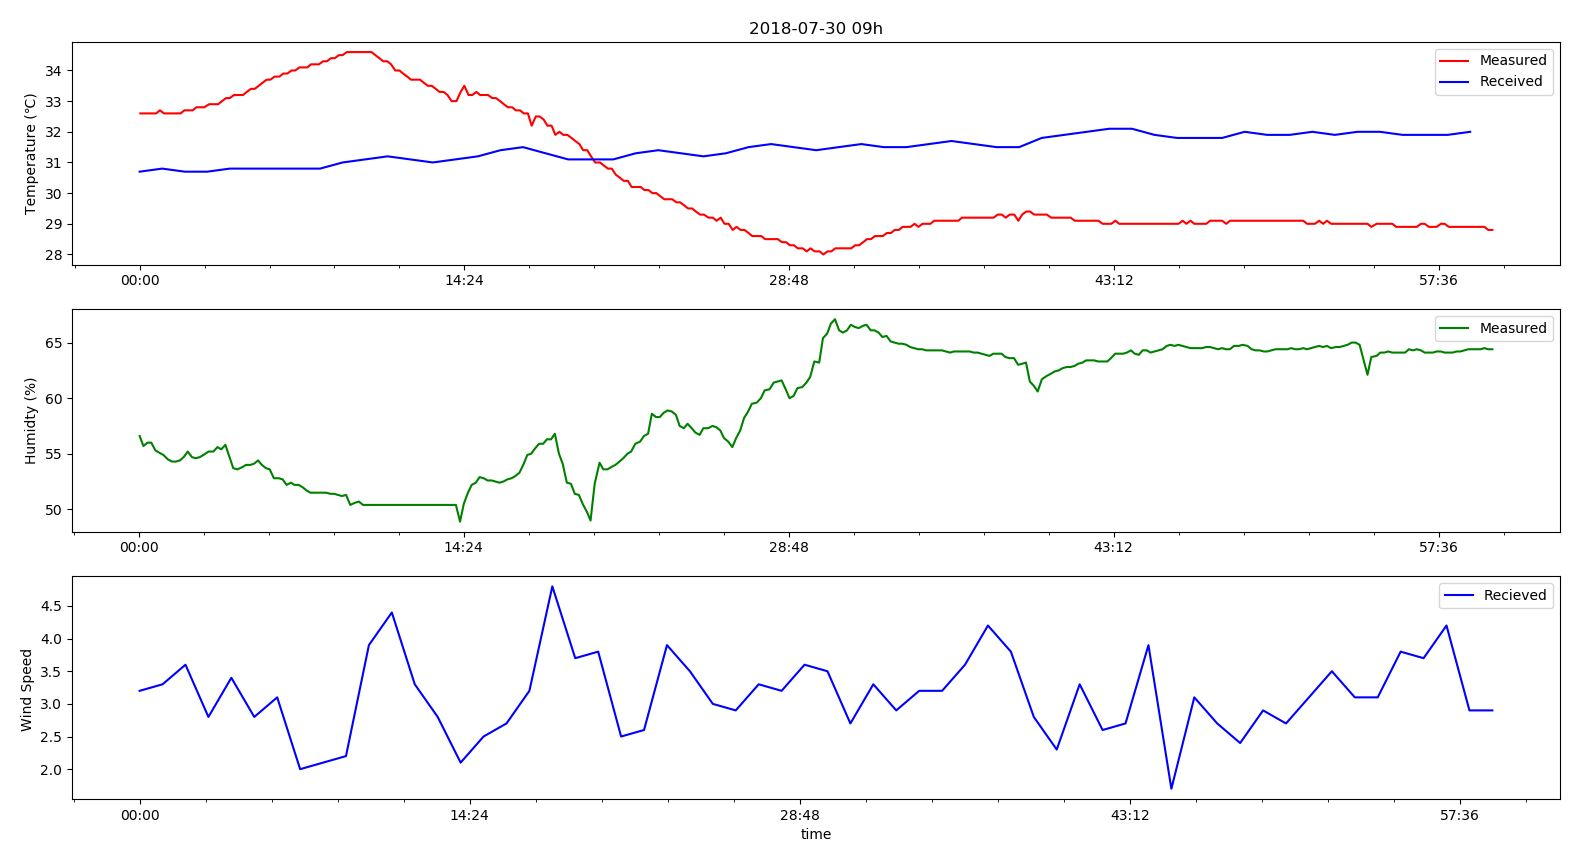 2018-07-30 09h
Temperature (℃)
34
33
32
31
30
29
28
Measured
Received
00:00 14:24 28:48 43:12 57:36
Humidty (%)
65
60
55
50
Measured
00:00 14:24 28:48 43:12 57:36
Wind Speed
4.5
4.0
3.5
3.0
2.5
2.0
Recieved
00:00 14:24 28:48 43:12 57:36
time